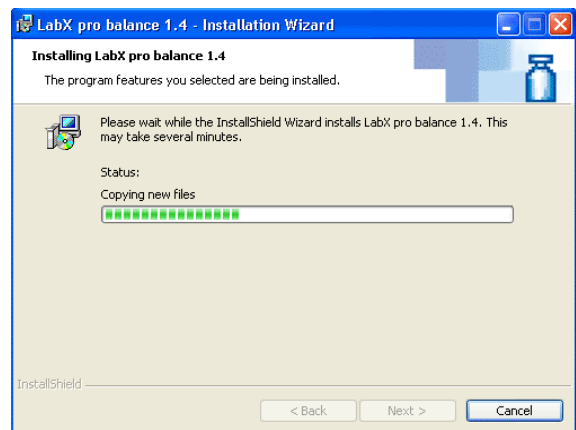 LabX pro balance 1.4 - Installation Wizard
Installing LabX pro balance 1.4
The program features you selected are being installed.
Please wait while the InstallShield Wizard installs LabX pro balance 1.4. This
may take several minutes.
Status:
Copying new files
InstallShield
< Back
Next >
Cancel